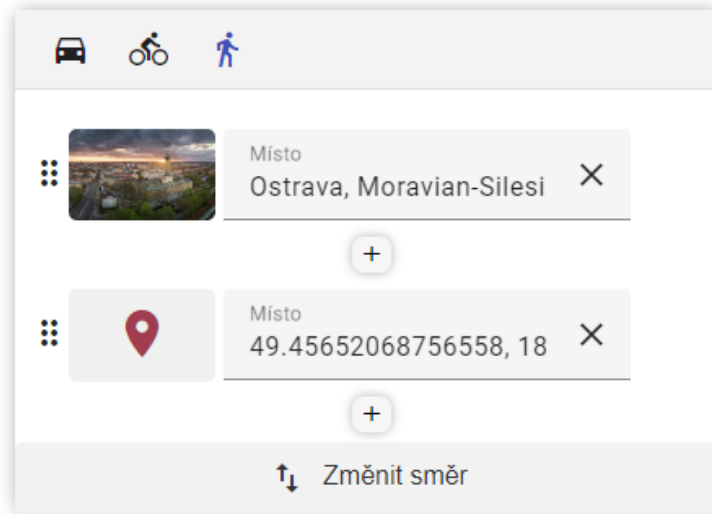 Místo
Ostrava, Moravian-Silesi
+
Místo
49.45652068756558, 18
+
Změnit směr